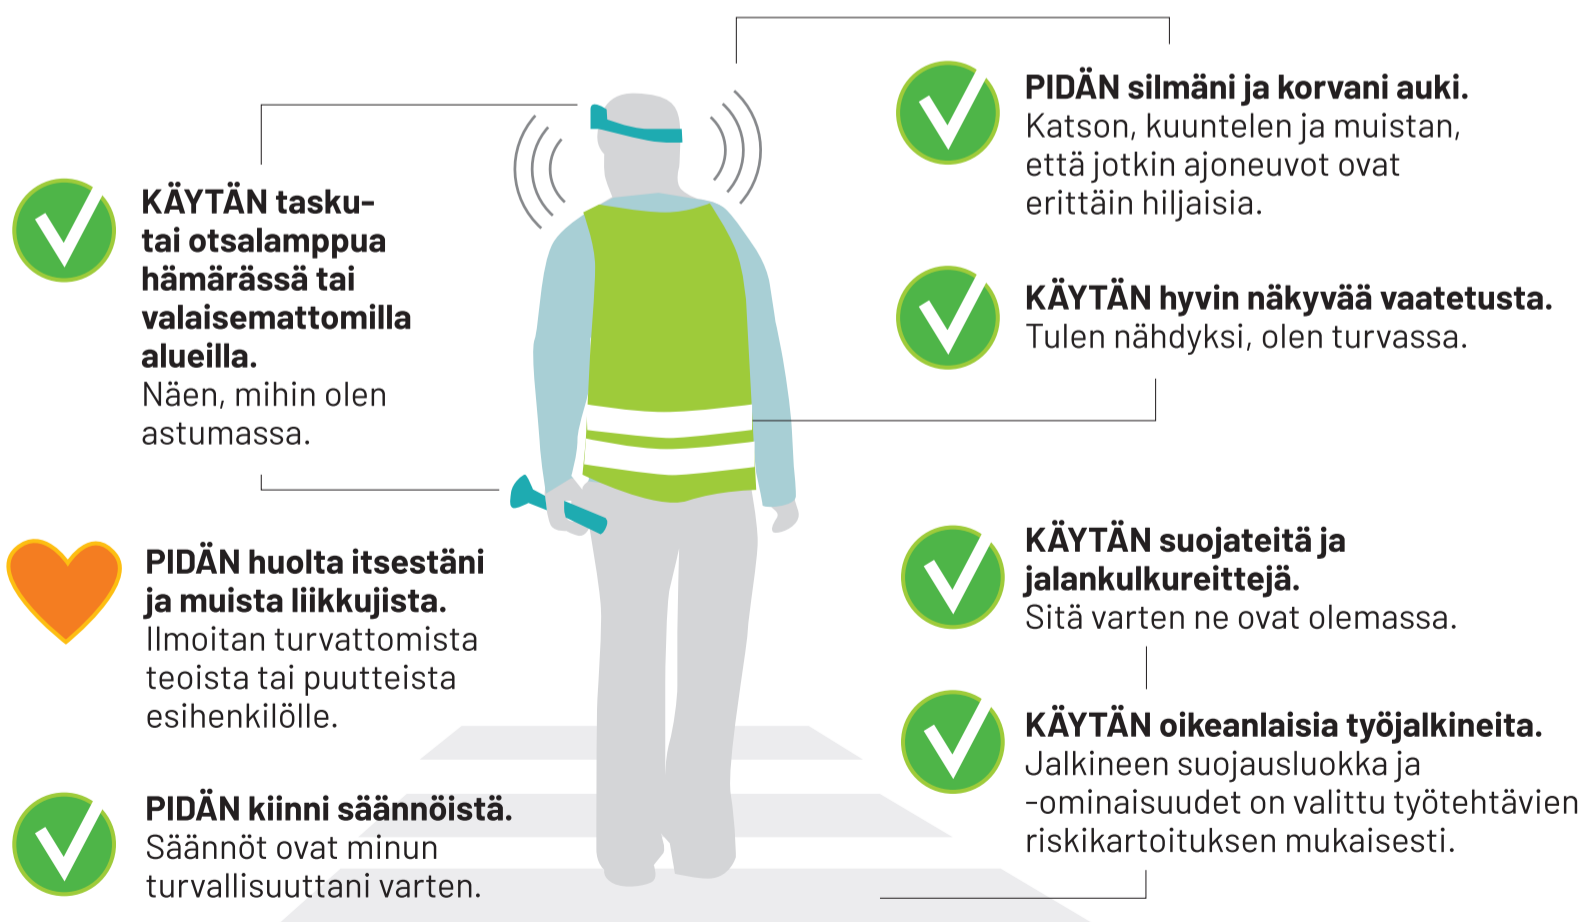 KÄYTÄN tasku-
tai otsalamppua
hämärässä tai
valaisemattomilla
alueilla.
Näen, mihin olen
astumassa.
PIDÄN huolta itsestäni
ja muista liikkujista.
Ilmoitan turvattomista
teoista tai puutteista
esihenkilölle.
PIDÄN kiinni säännöistä.
Säännöt ovat minun
turvallisuuttani varten.
PIDÄN silmäni ja korvani auki.
Katson, kuuntelen ja muistan,
että jotkin ajoneuvot ovat
erittäin hiljaisia.
KÄYTÄN hyvin näkyvää vaatetusta.
Tulen nähdyksi, olen turvassa.
KÄYTÄN suojateitä ja
jalankulkureittejä.
Sitä varten ne ovat olemassa.
KÄYTÄN oikeanlaisia työjalkineita.
Jalkineen suojausluokka ja
-ominaisuudet on valittu työtehtävien
riskikartoituksen mukaisesti.